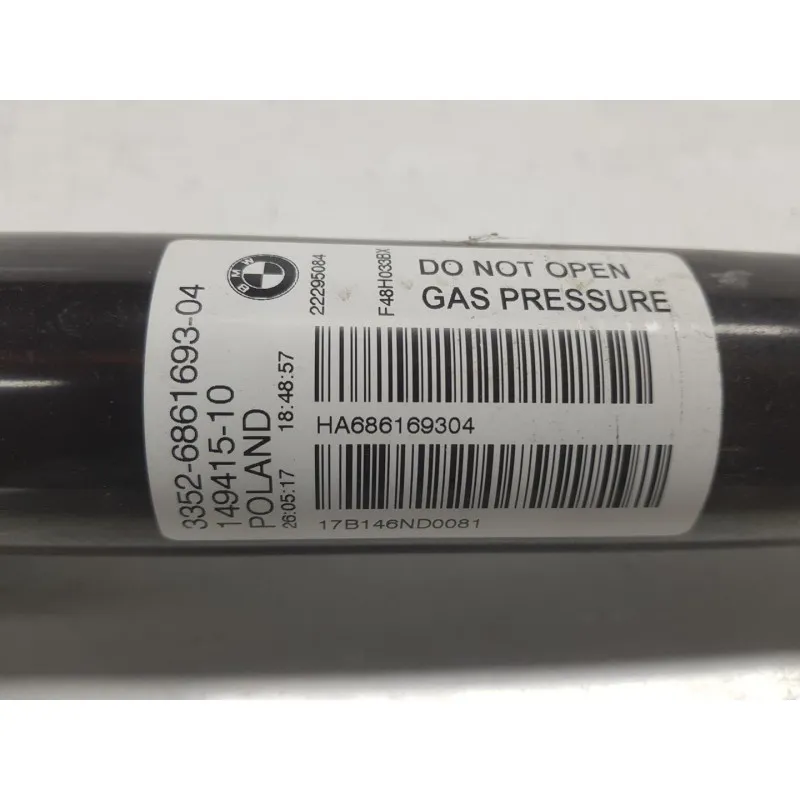 BMW
3352-6861693-04
149415-10
POLAND
26:05:17 18:48:57
22295084
F48H033BX
DO NOT OPEN
GAS PRESSURE
HA686169304
17B146ND0081